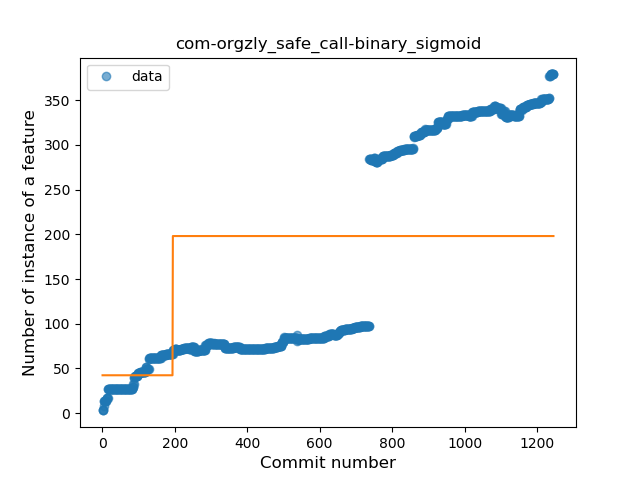 com-orgzly_safe_call-binary_sigmoid
data
Number of instance of a feature
350
300
250
200
150
100
50
0
0 200 400 600 800 1000 1200
Commit number